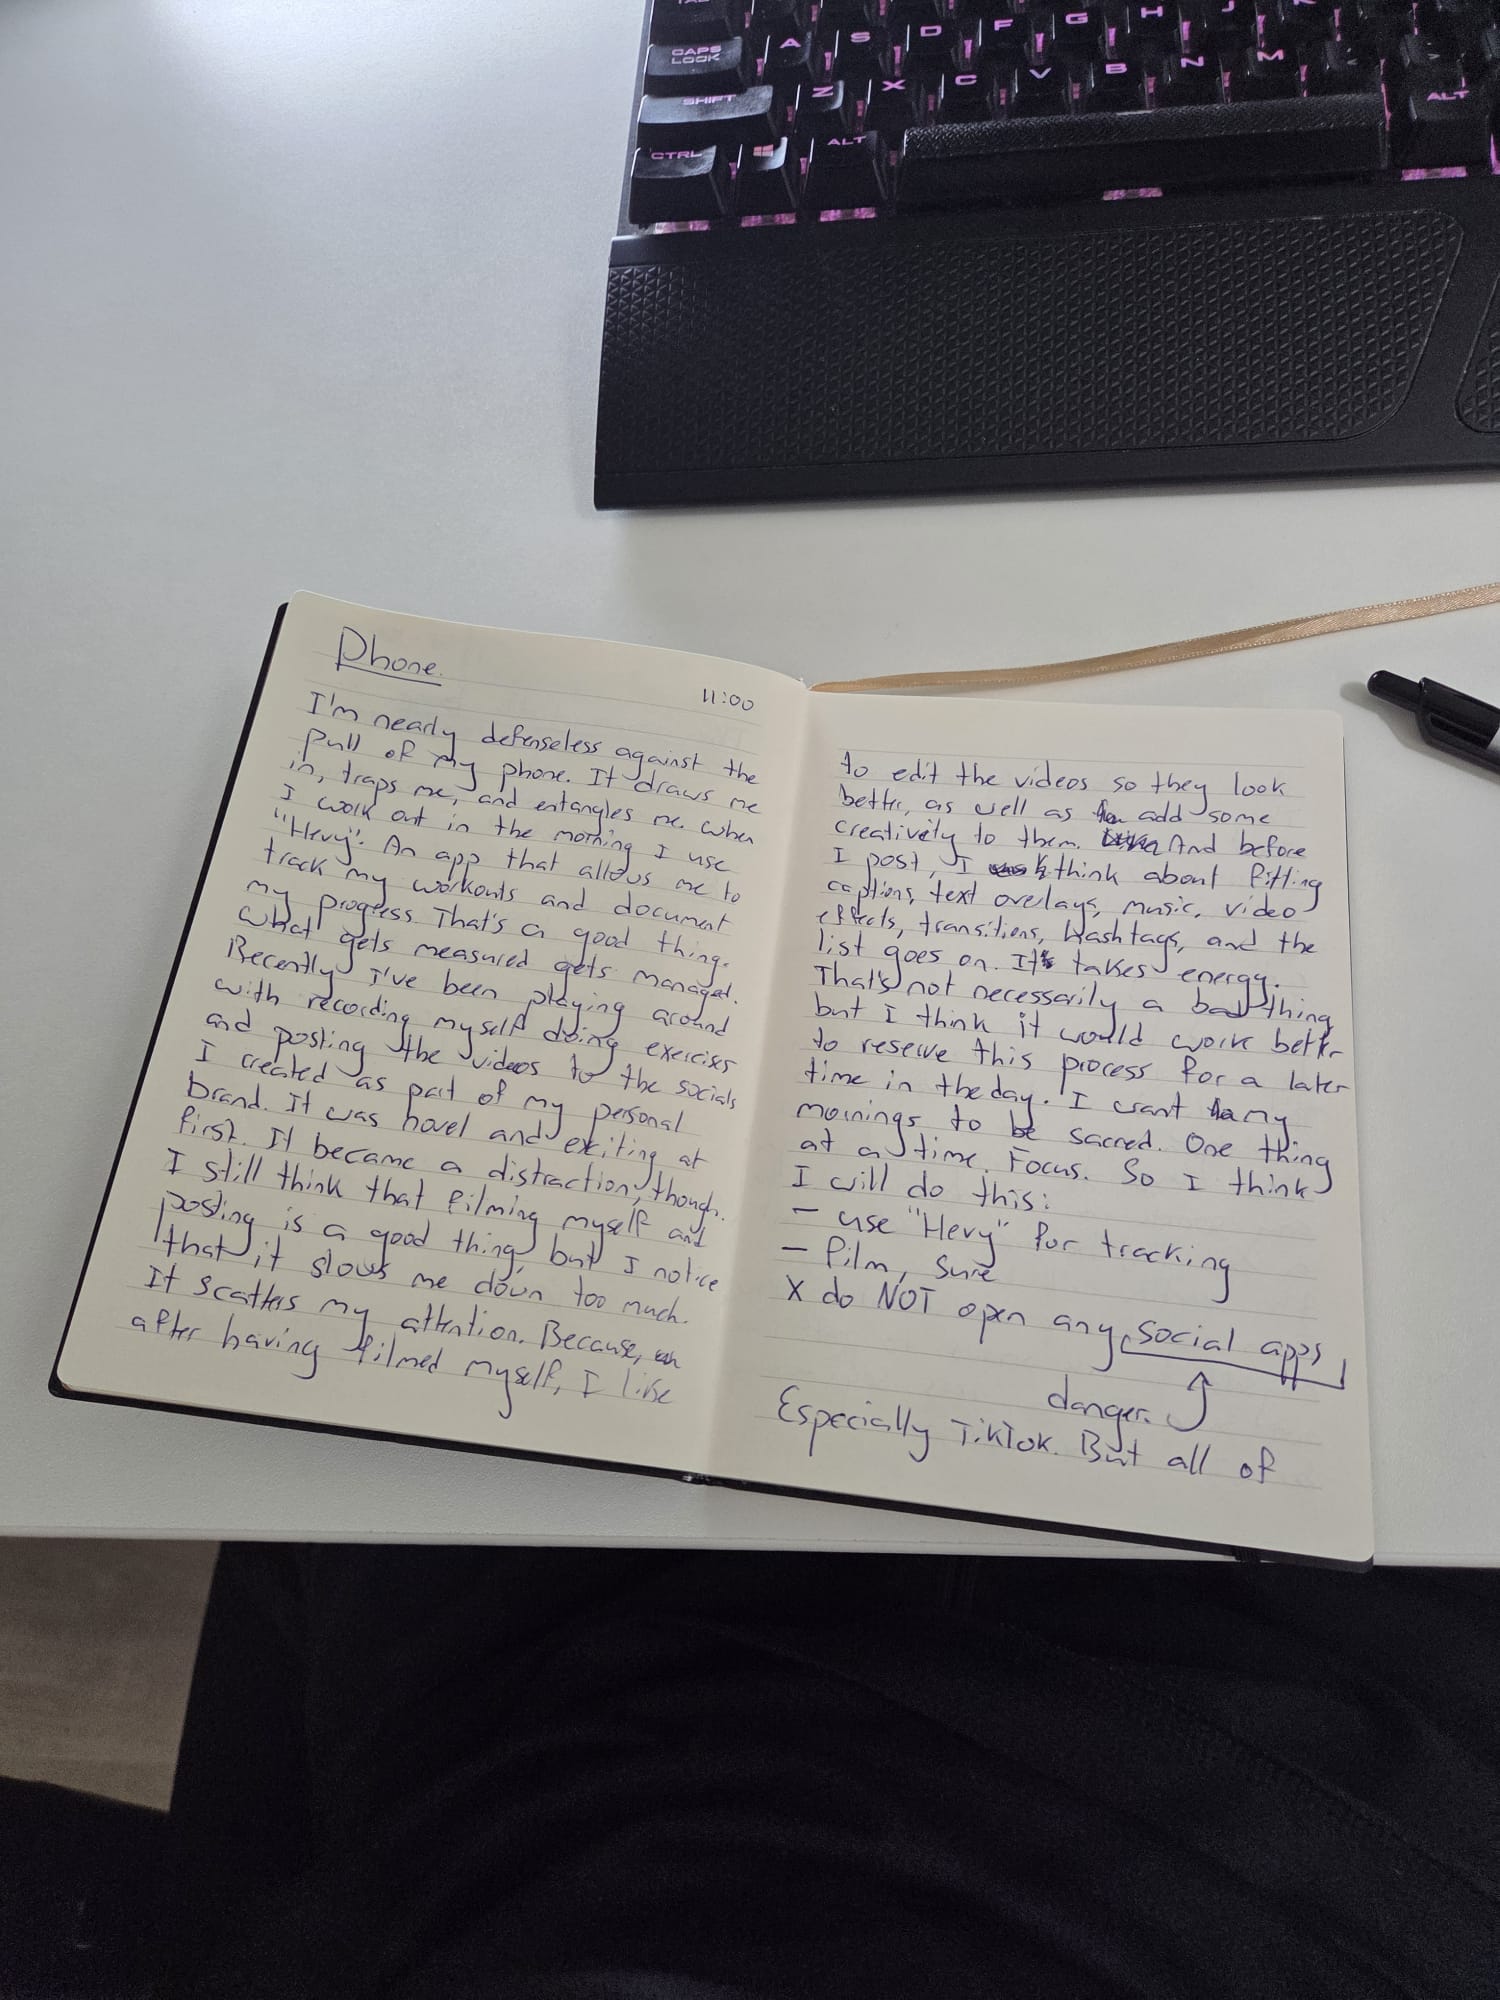 CAPS LOCK A S D F G H J K
SHIFT Z X C V B N M < > ALT
CTRL ALT
Phone.
11:00
I'm nearly defenseless against the
pull of my phone. It draws me
in, traps me, and entangles me. When
I work out in the morning I use
"Hevy". An app that allows me to
track my workouts and document
my progress. That's a good thing.
What gets measured gets managed.
Recently I've been playing around
with recording myself doing exercises
and posting the videos to the socials
I created as part of my personal
brand. It was novel and exciting at
first. It became a distraction, though.
I still think that filming myself and
posting is a good thing, but I notice
that it slows me down too much.
It scatters my attention. Because,
after having filmed myself, I like
to edit the videos so they look
better, as well as add some
creativity to them. And before
I post, I think about fitting
captions, text overlays, music, video
effects, transitions, hashtags, and the
list goes on. It takes energy.
That's not necessarily a bad thing
but I think it would work better
to reserve this process for a later
time in the day. I want my
mornings to be sacred. One thing
at a time. Focus. So I think
I will do this:
- use "Hevy" for tracking
- film, sure
X do NOT open any social apps
danger.
Especially TikTok. But all of